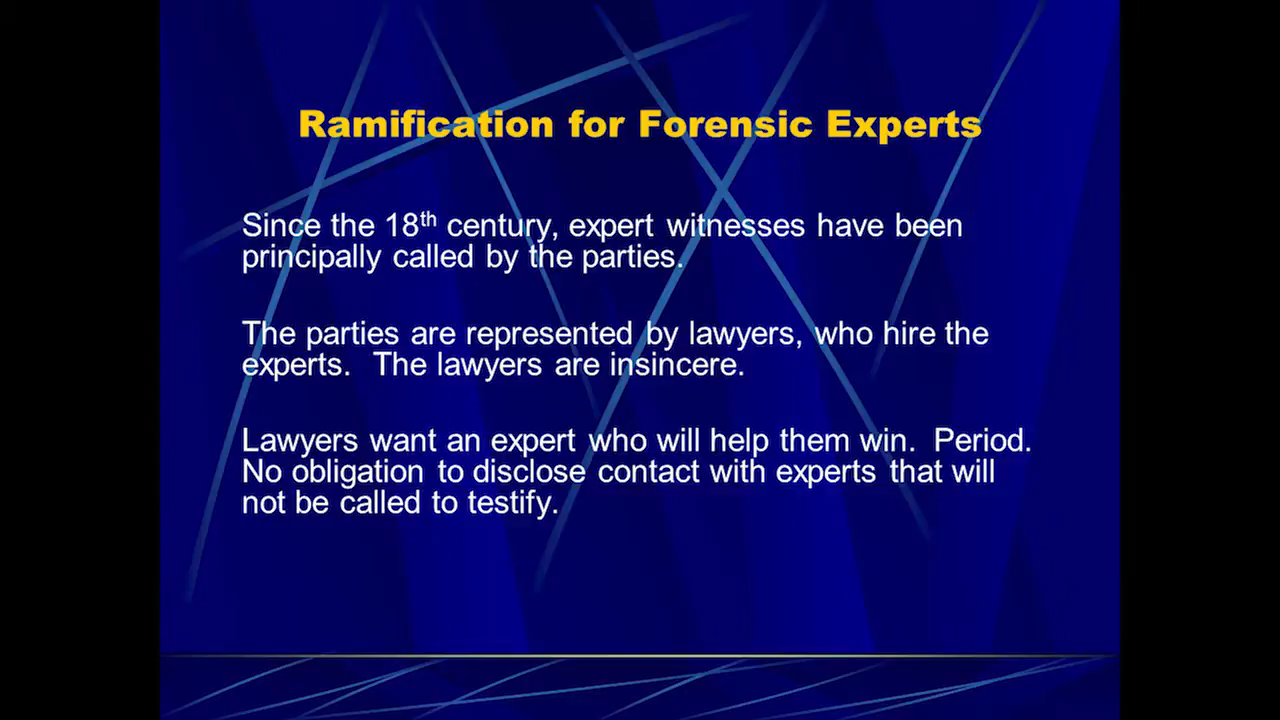 Ramification for Forensic Experts
Since the 18th century, expert witnesses have been
principally called by the parties.
The parties are represented by lawyers, who hire the
experts. The lawyers are insincere.
Lawyers want an expert who will help them win. Period.
No obligation to disclose contact with experts that will
not be called to testify.